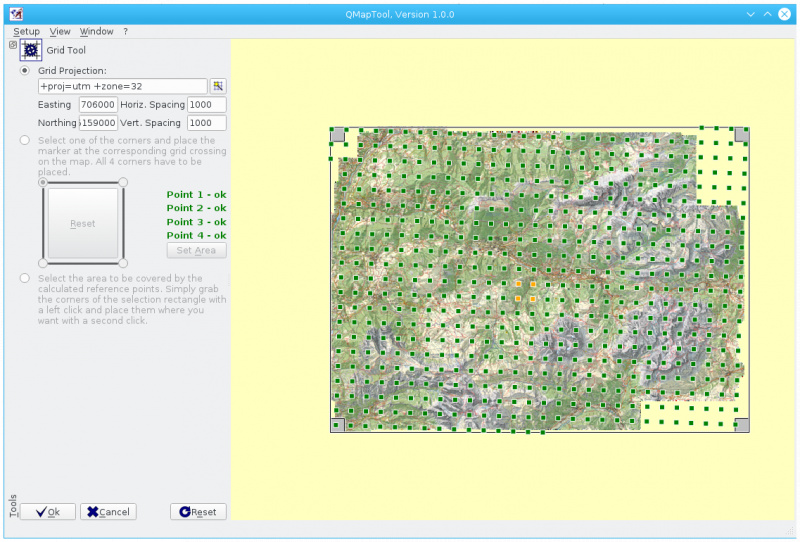 QMapTool, Version 1.0.0
Setup View Window ?
Grid Tool
Grid Projection:
+proj=utm +zone=32
Easting 706000 Horiz. Spacing 1000
Northing 159000 Vert. Spacing 1000
Select one of the corners and place the
marker at the corresponding grid crossing
on the map. All 4 corners have to be
placed.
Reset
Point 1 - ok
Point 2 - ok
Point 3 - ok
Point 4 - ok
Set Area
Select the area to be covered by the
calculated reference points. Simply grab
the corners of the selection rectangle with
a left click and place them where you
want with a second click.
Tools
Ok Cancel Reset